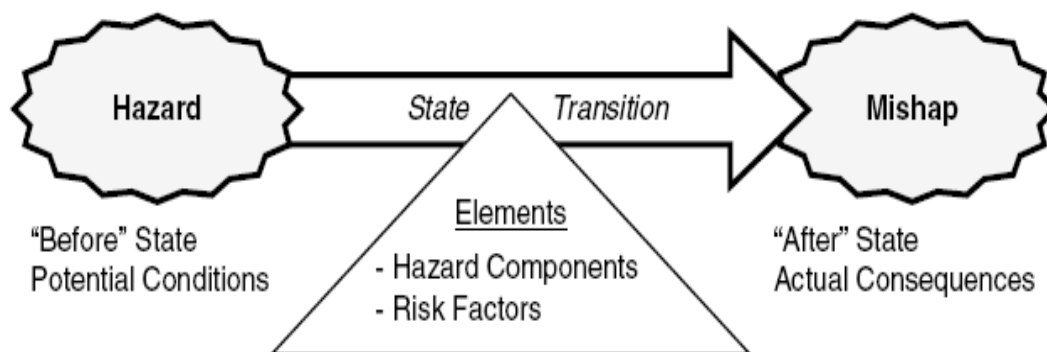 Hazard
State Transition
Mishap
Elements
- Hazard Components
- Risk Factors
“Before” State
Potential Conditions
“After” State
Actual Consequences